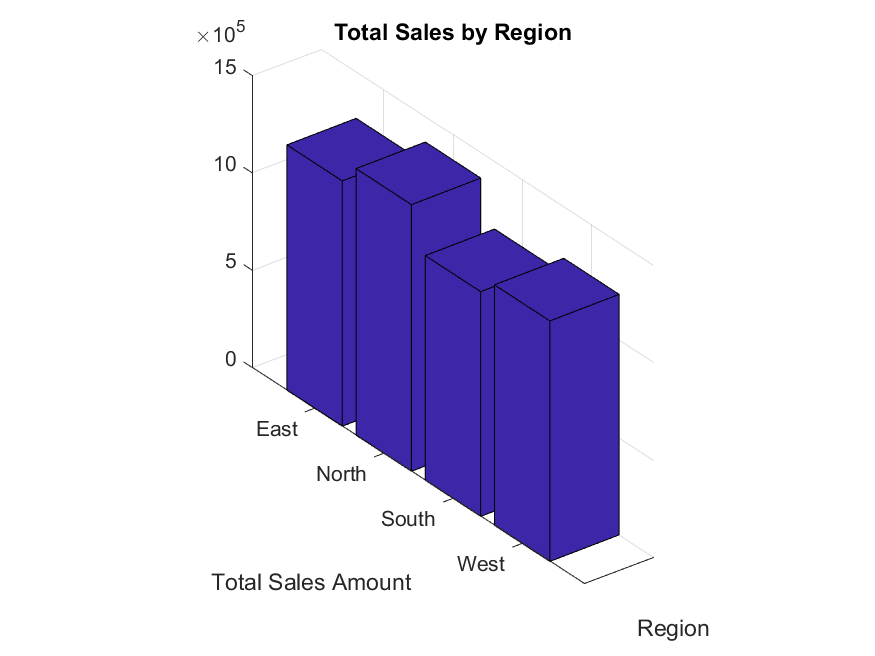 Total Sales by Region
×10^5
15
10
5
0
East
North
South
West
Total Sales Amount
Region